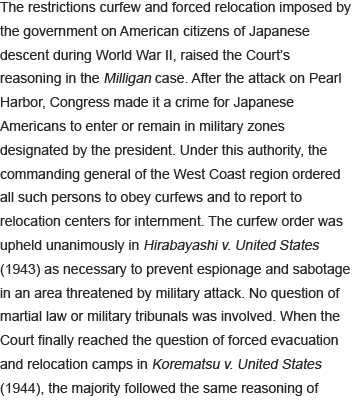 The restrictions curfew and forced relocation imposed by
the government on American citizens of Japanese
descent during World War II, raised the Court’s
reasoning in the Milligan case. After the attack on Pearl
Harbor, Congress made it a crime for Japanese
Americans to enter or remain in military zones
designated by the president. Under this authority, the
commanding general of the West Coast region ordered
all such persons to obey curfews and to report to
relocation centers for internment. The curfew order was
upheld unanimously in Hirabayashi v. United States
(1943) as necessary to prevent espionage and sabotage
in an area threatened by military attack. No question of
martial law or military tribunals was involved. When the
Court finally reached the question of forced evacuation
and relocation camps in Korematsu v. United States
(1944), the majority followed the same reasoning of